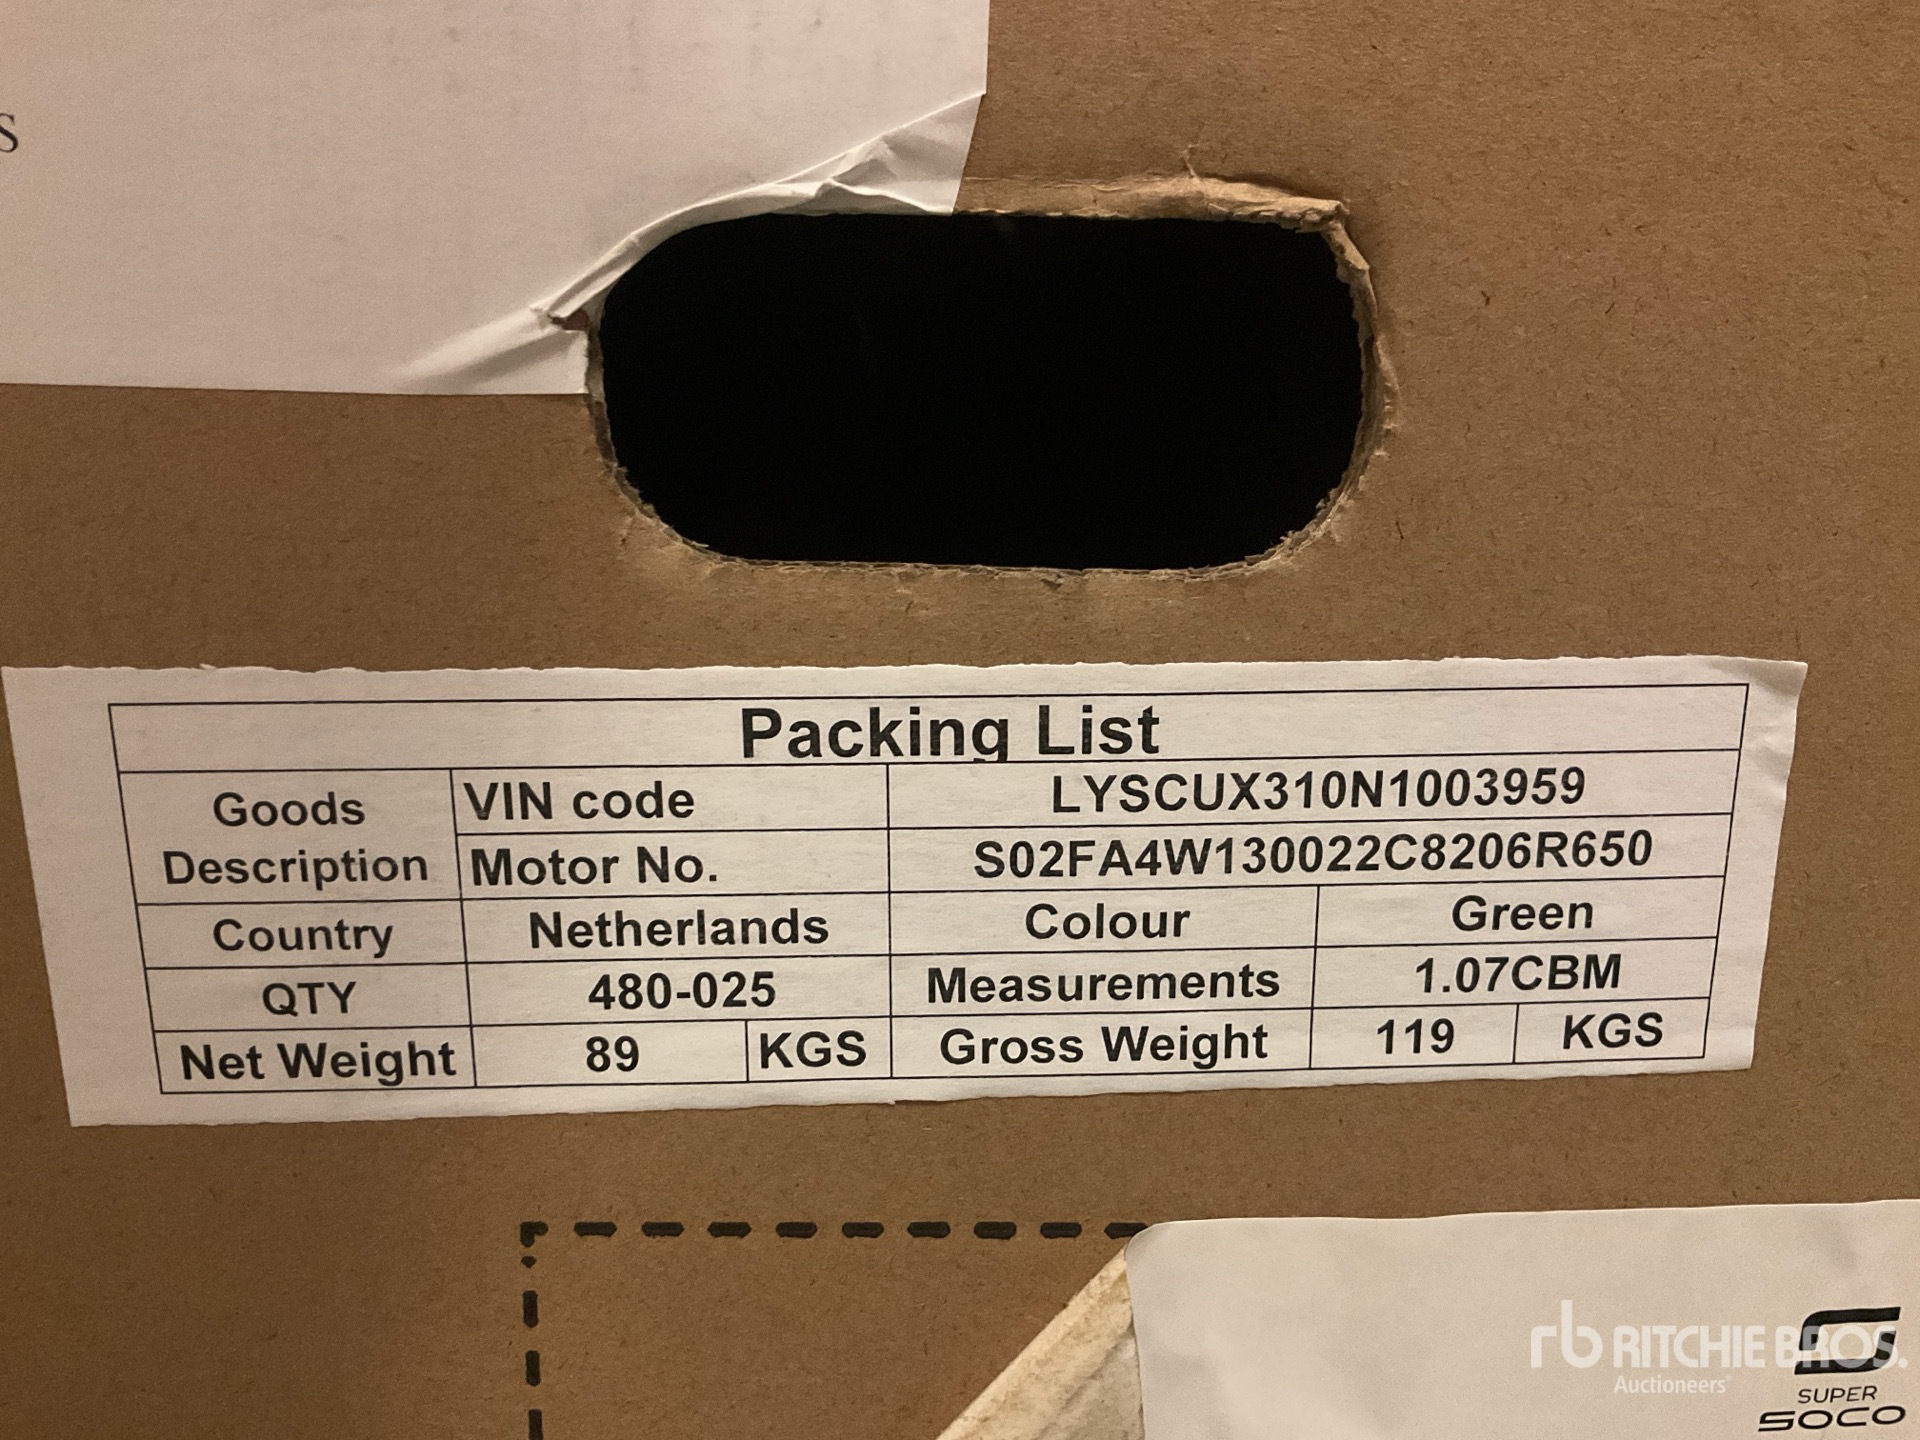 S
Packing List
Goods Description VIN code LYSCUX310N1003959
Motor No. S02FA4W130022C8206R650
Country Netherlands Colour Green
QTY 480-025 Measurements 1.07CBM
Net Weight 89 KGS Gross Weight 119 KGS
rb RITCHIE BROS.
Auctioneers
SUPER
SOCO